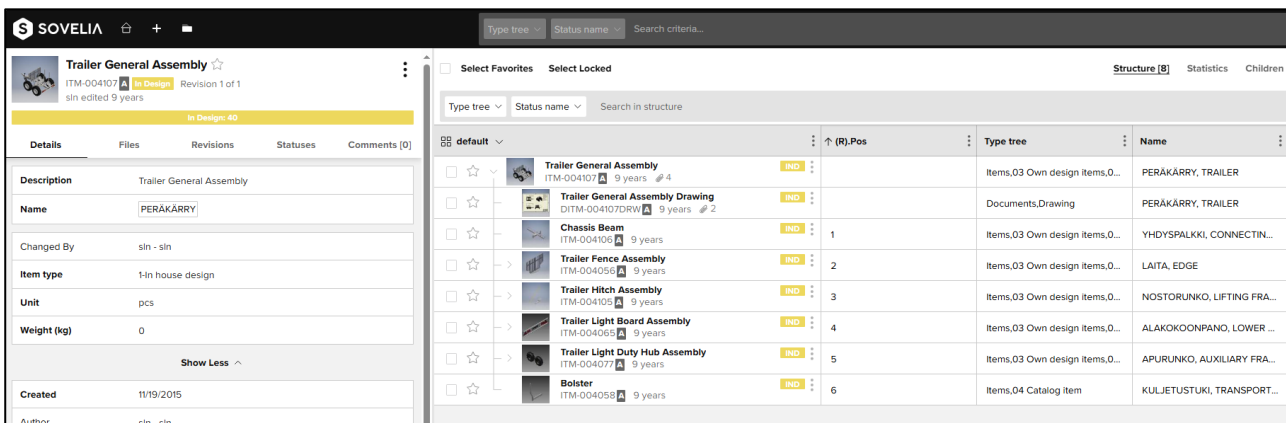 S SOVELIA
Type tree Status name Search criteria...
Trailer General Assembly
ITM-004107 A In Design Revision 1 of 1
sln edited 9 years
In Design: 40
Details Files Revisions Statuses Comments [0]
Description Trailer General Assembly
Name PERÄKÄRRY
Changed By sln - sln
Item type 1-In house design
Unit pcs
Weight (kg) 0
Show Less
Created 11/19/2015
Author sln - sln
Select Favorites Select Locked Structure [8] Statistics Children
Type tree Status name Search in structure
default (R).Pos Type tree Name
Trailer General Assembly IND
ITM-004107 A 9 years 4 Items,03 Own design items,0... PERÄKÄRRY, TRAILER
Trailer General Assembly Drawing IND
DITM-004107DRW A 9 years 2 Documents,Drawing PERÄKÄRRY, TRAILER
Chassis Beam IND
ITM-004106 A 9 years 1 Items,03 Own design items,0... YHDYSPALKKI, CONNECTIN...
Trailer Fence Assembly IND
ITM-004056 A 9 years 2 Items,03 Own design items,0... LAITA, EDGE
Trailer Hitch Assembly IND
ITM-004105 A 9 years 3 Items,03 Own design items,0... NOSTORUNKO, LIFTING FRA...
Trailer Light Board Assembly IND
ITM-004065 A 9 years 4 Items,03 Own design items,0... ALAKOKOONPANO, LOWER ...
Trailer Light Duty Hub Assembly IND
ITM-004077 A 9 years 5 Items,03 Own design items,0... APURUNKO, AUXILIARY FRA...
Bolster IND
ITM-004058 A 9 years 6 Items,04 Catalog item KULJETUSTUKI, TRANSPORT...